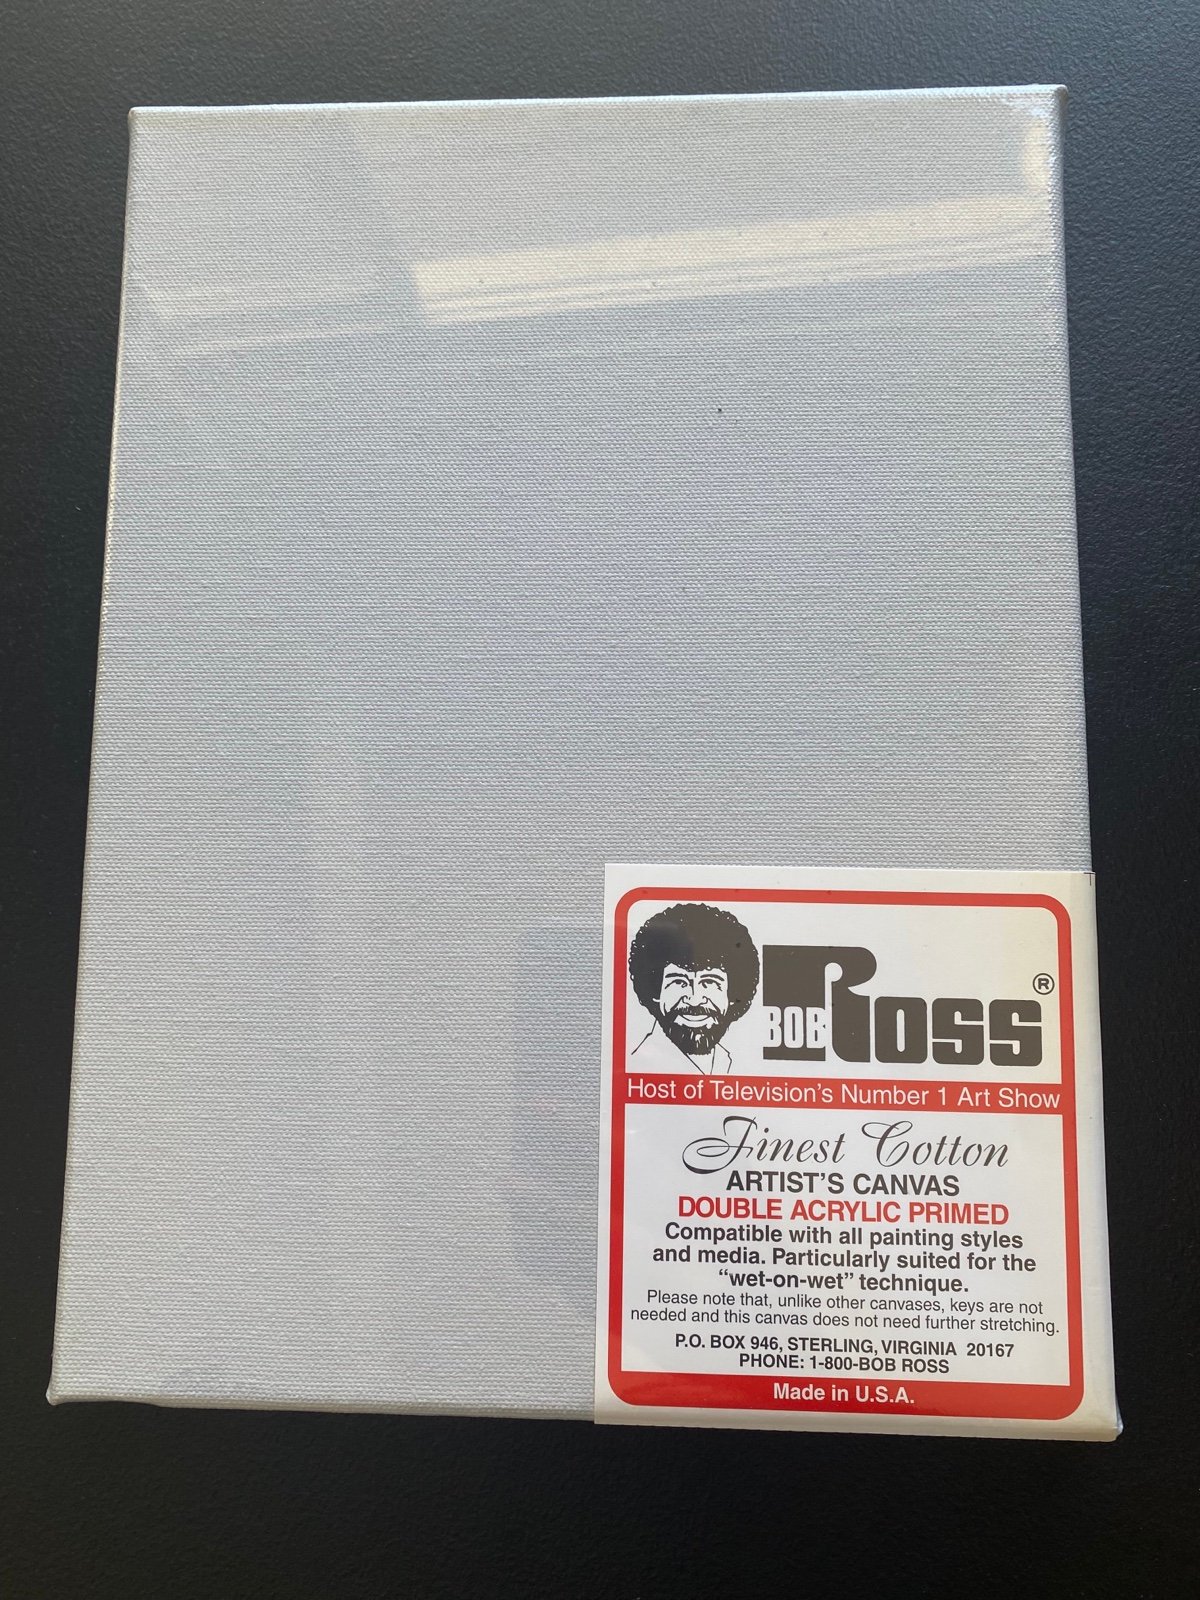 BOB ROSS ®
Host of Television's Number 1 Art Show
Finest Cotton
ARTIST'S CANVAS
DOUBLE ACRYLIC PRIMED
Compatible with all painting styles
and media. Particularly suited for the
“wet-on-wet” technique.
Please note that, unlike other canvases, keys are not
needed and this canvas does not need further stretching.
P.O. BOX 946, STERLING, VIRGINIA 20167
PHONE: 1-800-BOB ROSS
Made in U.S.A.